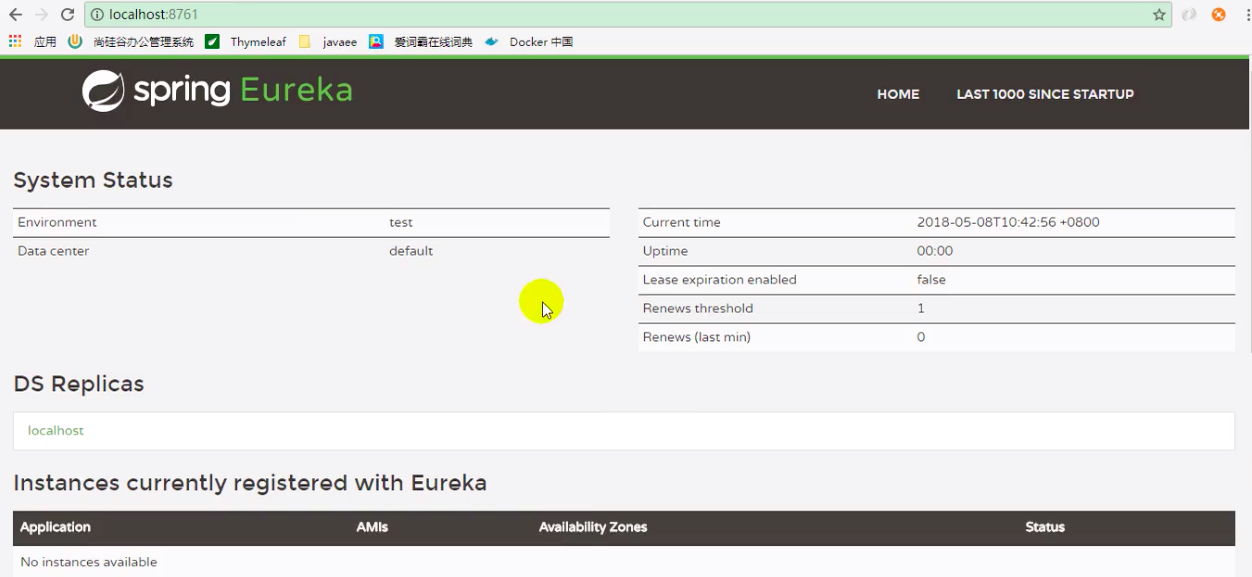 localhost:8761
应用 尚硅谷办公管理系统 Thymeleaf javaee 爱词霸在线词典 Docker 中国
spring Eureka HOME LAST 1000 SINCE STARTUP
System Status
Environment test Current time 2018-05-08T10:42:56 +0800
Data center default Uptime 00:00
Lease expiration enabled false
Renews threshold 1
Renews (last min) 0
DS Replicas
localhost
Instances currently registered with Eureka
Application AMIs Availability Zones Status
No instances available